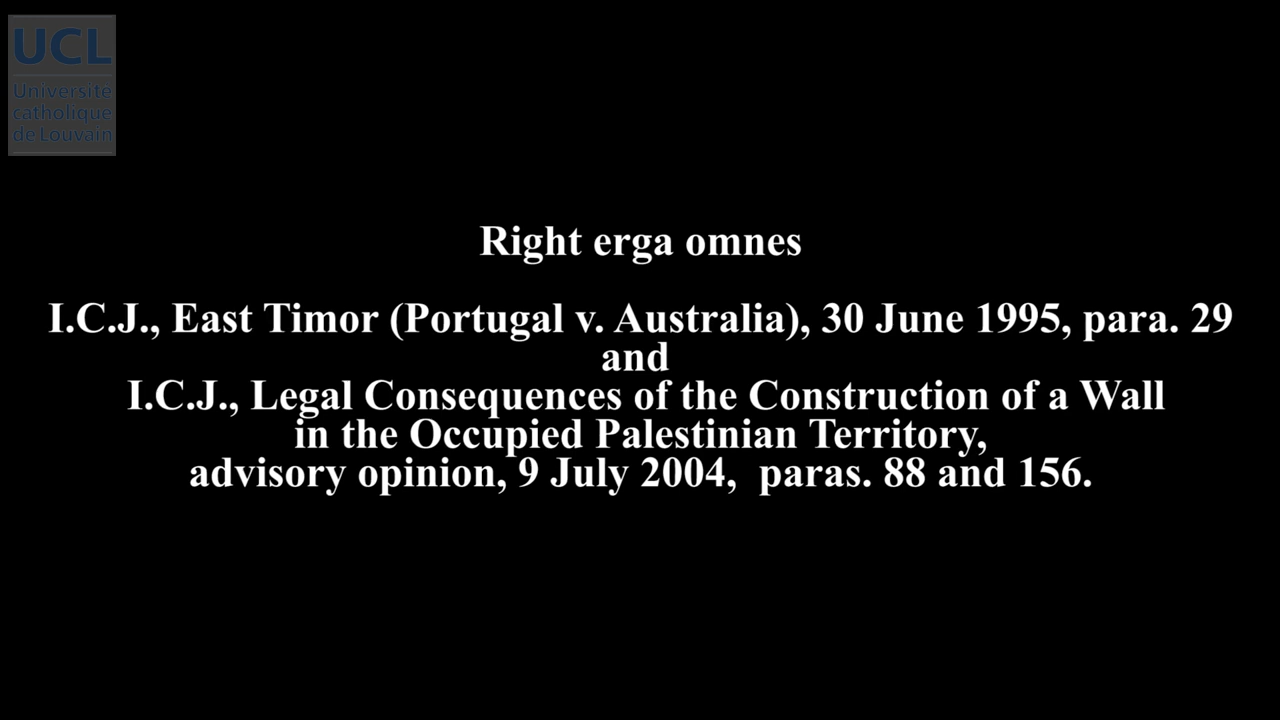 UCL
Université
catholique
de Louvain
Right erga omnes
I.C.J., East Timor (Portugal v. Australia), 30 June 1995, para. 29
and
I.C.J., Legal Consequences of the Construction of a Wall
in the Occupied Palestinian Territory,
advisory opinion, 9 July 2004,  paras. 88 and 156.